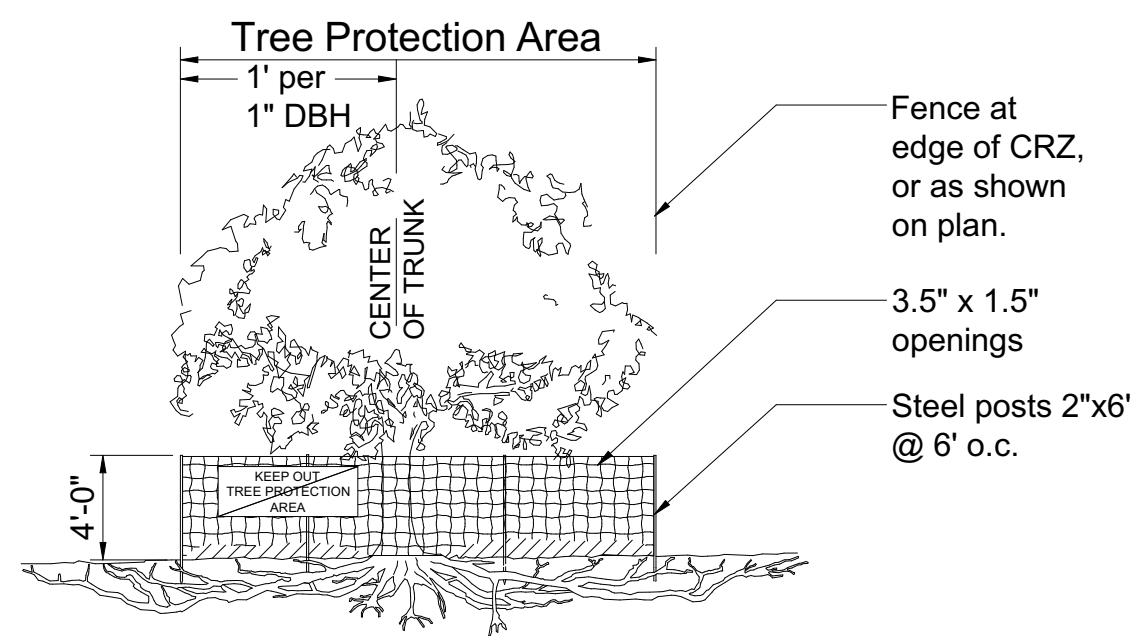 Tree Protection Area
1' per
1" DBH
CENTER
OF TRUNK
Fence at
edge of CRZ,
or as shown
on plan.
3.5" x 1.5"
openings
Steel posts 2"x6'
@ 6' o.c.
4'-0"
KEEP OUT
TREE PROTECTION
AREA